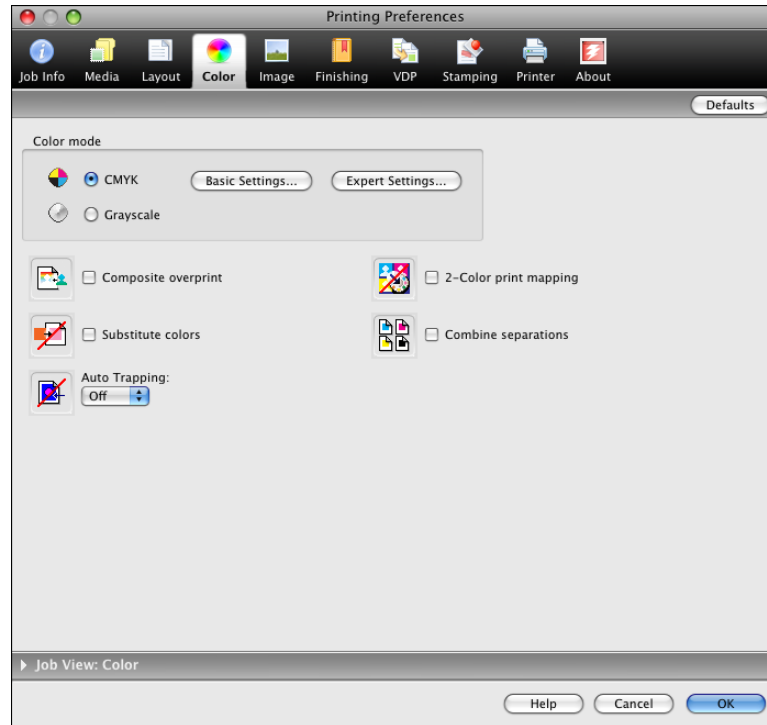 Printing Preferences
Job Info Media Layout Color Image Finishing VDP Stamping Printer About
Defaults
Color mode
CMYK Basic Settings... Expert Settings...
Grayscale
Composite overprint 2-Color print mapping
Substitute colors Combine separations
Auto Trapping:
Off
Job View: Color
Help Cancel OK